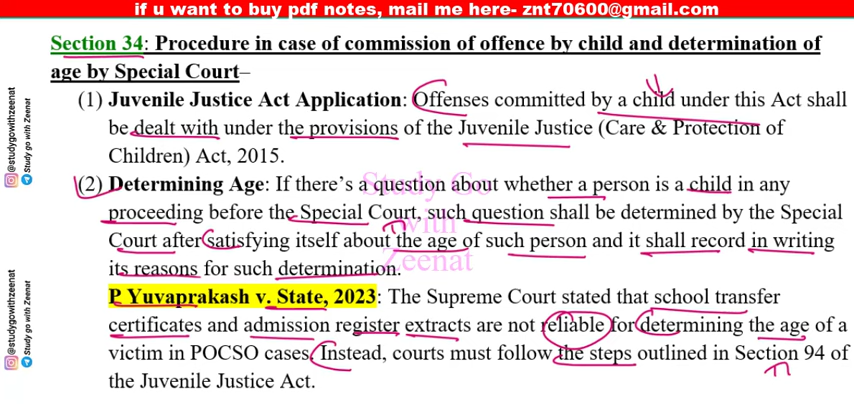 if u want to buy pdf notes, mail me here- znt70600@gmail.com
Section 34: Procedure in case of commission of offence by child and determination of
age by Special Court–
(1) Juvenile Justice Act Application: Offenses committed by a child under this Act shall
be dealt with under the provisions of the Juvenile Justice (Care & Protection of
Children) Act, 2015.
(2) Determining Age: If there's a question about whether a person is a child in any
proceeding before the Special Court, such question shall be determined by the Special
Court after satisfying itself about the age of such person and it shall record in writing
its reasons for such determination.
P Yuvaprakash v. State, 2023: The Supreme Court stated that school transfer
certificates and admission register extracts are not reliable for determining the age of a
victim in POCSO cases. Instead, courts must follow the steps outlined in Section 94 of
the Juvenile Justice Act.
Study Go
with
Zeenat
@studygowithzeenat
Study go with Zeenat
@studygowithzeenat
Study go with Zeenat